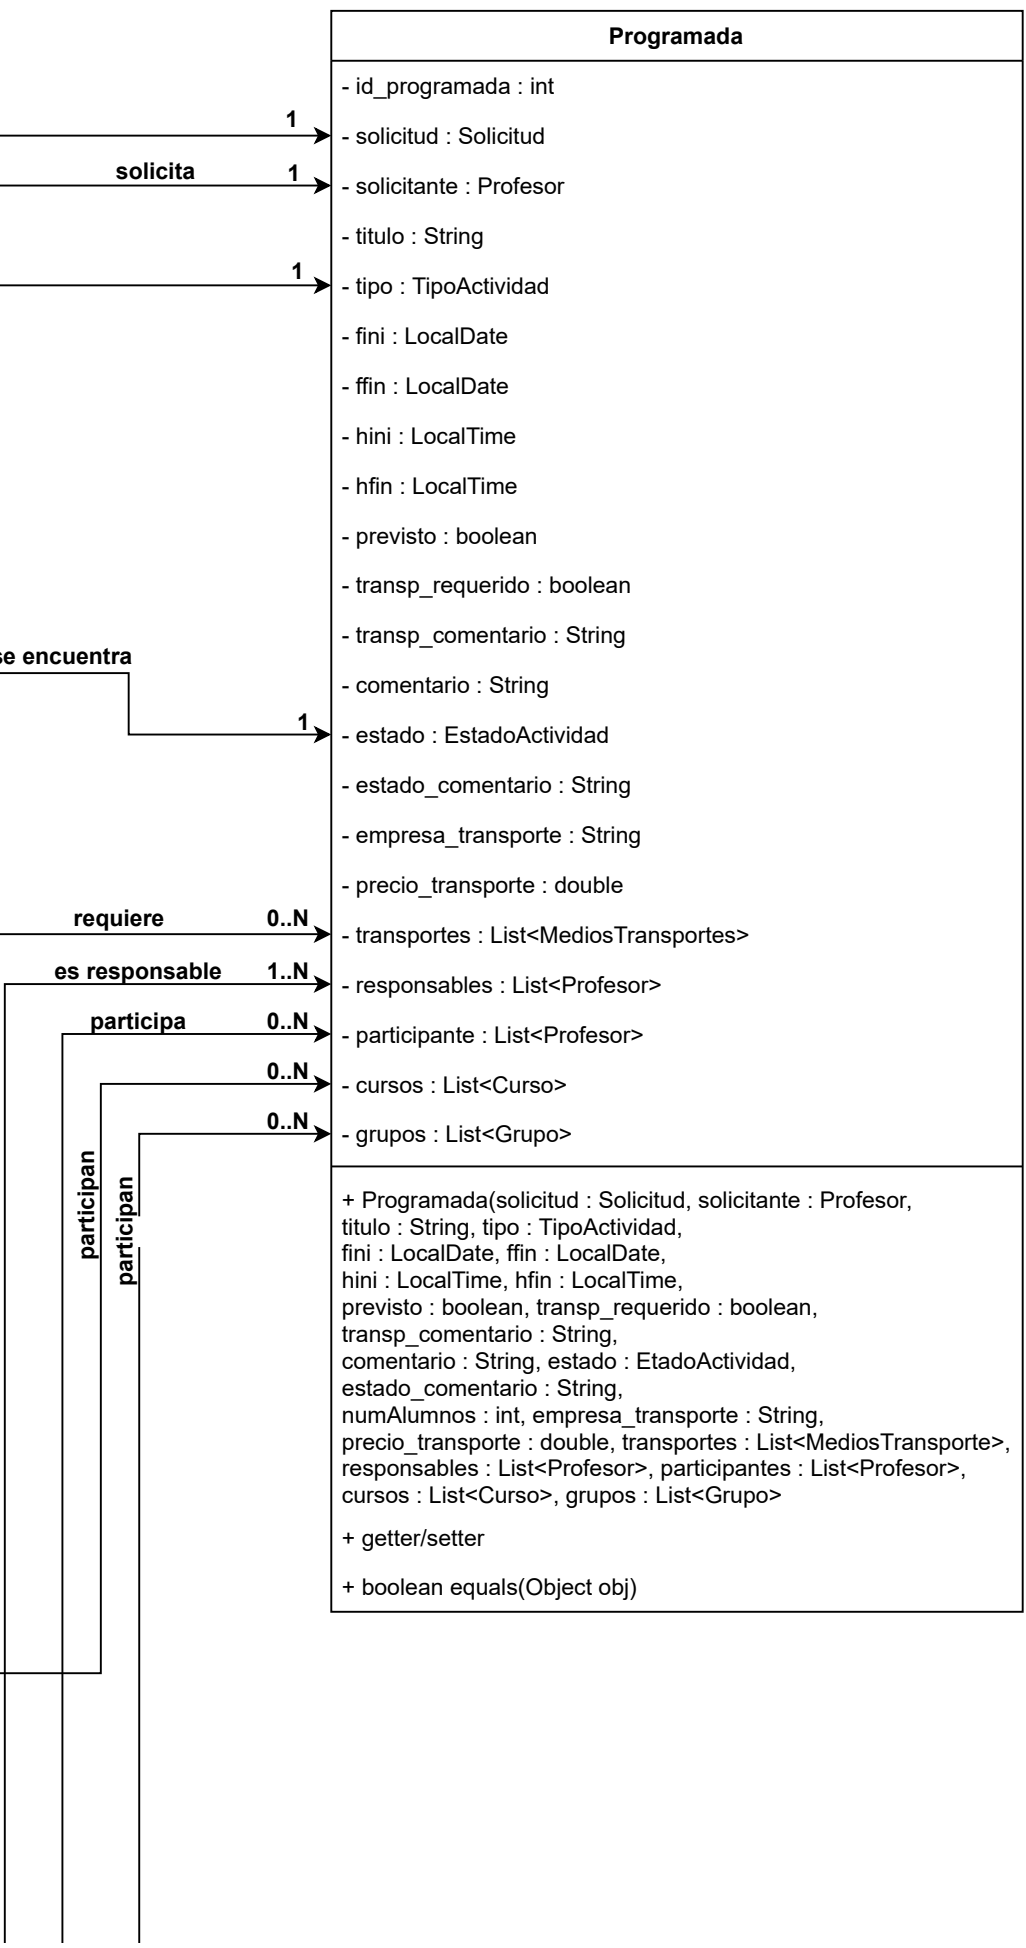 Programada
- id_programada : int
1
- solicitud : Solicitud
solicita
1
- solicitante : Profesor
- titulo : String
1
- tipo : TipoActividad
- fini : LocalDate
- ffin : LocalDate
- hini : LocalTime
- hfin : LocalTime
- previsto : boolean
- transp_requerido : boolean
- transp_comentario : String
se encuentra
- comentario : String
1
- estado : EstadoActividad
- estado_comentario : String
- empresa_transporte : String
- precio_transporte : double
requiere
0..N
- transportes : List<MediosTransportes>
es responsable
1..N
- responsables : List<Profesor>
participa
0..N
- participante : List<Profesor>
0..N
- cursos : List<Curso>
0..N
- grupos : List<Grupo>
participan
participan
+ Programada(solicitud : Solicitud, solicitante : Profesor,
titulo : String, tipo : TipoActividad,
fini : LocalDate, ffin : LocalDate,
hini : LocalTime, hfin : LocalTime,
previsto : boolean, transp_requerido : boolean,
transp_comentario : String,
comentario : String, estado : EtadoActividad,
estado_comentario : String,
numAlumnos : int, empresa_transporte : String,
precio_transporte : double, transportes : List<MediosTransporte>,
responsables : List<Profesor>, participantes : List<Profesor>,
cursos : List<Curso>, grupos : List<Grupo>
+ getter/setter
+ boolean equals(Object obj)